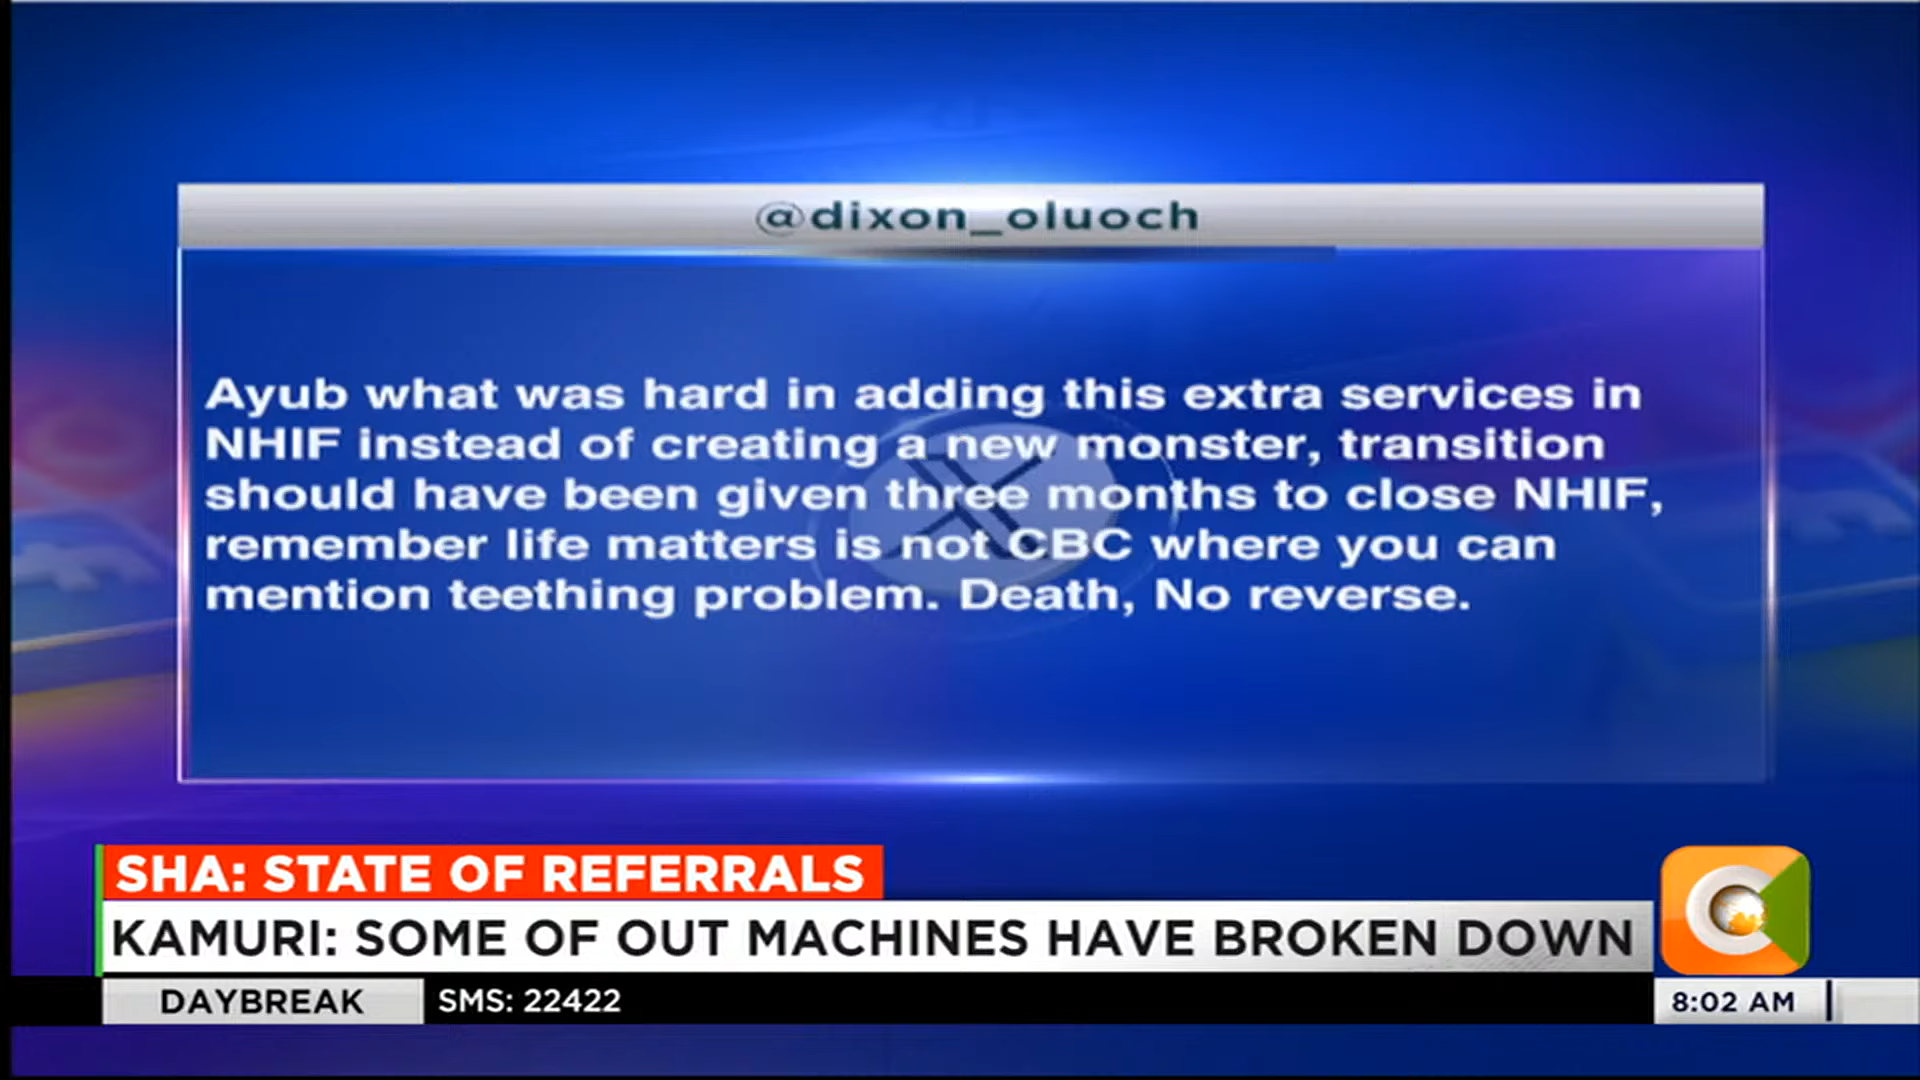 @dixon_oluoch
Ayub what was hard in adding this extra services in
NHIF instead of creating a new monster, transition
should have been given three months to close NHIF,
remember life matters is not CBC where you can
mention teething problem. Death, No reverse.
SHA: STATE OF REFERRALS
KAMURI: SOME OF OUT MACHINES HAVE BROKEN DOWN
DAYBREAK
SMS: 22422
8:02 AM